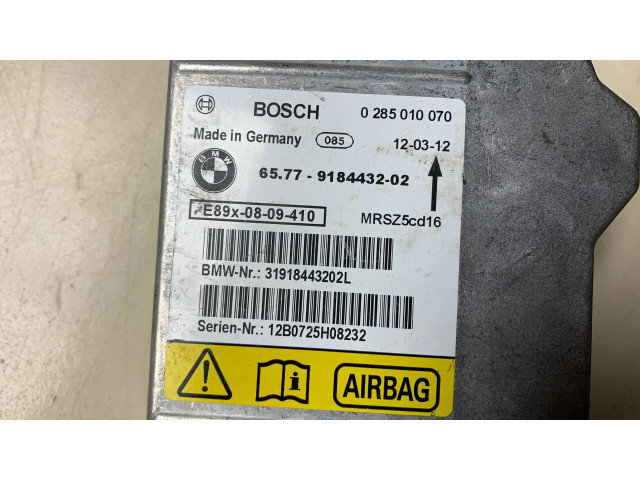 BOSCH 0 285 010 070
Made in Germany 085 12-03-12
BMW
65.77 - 9184432-02
E89x-08-09-410 MRSZ5cd16
BMW-Nr.: 31918443202L
Serien-Nr.: 12B0725H08232
! i AIRBAG